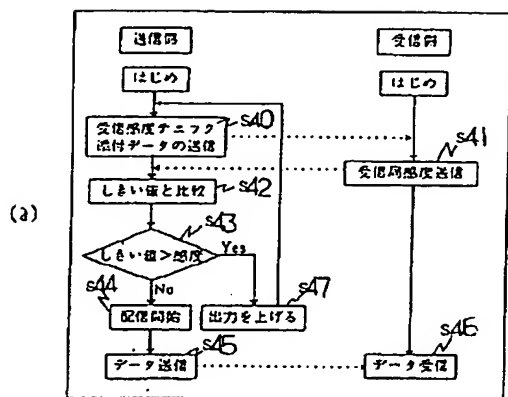 送信局
受信局
はじめ
はじめ
受信感度チェック
添付データの送信
s40
s41
受信局感度送信
しきい値と比較
s42
(a)
s43
しきい値>感度
Yes
s44
No
s47
配信開始
出力を上げる
s45
s46
データ送信
データ受信